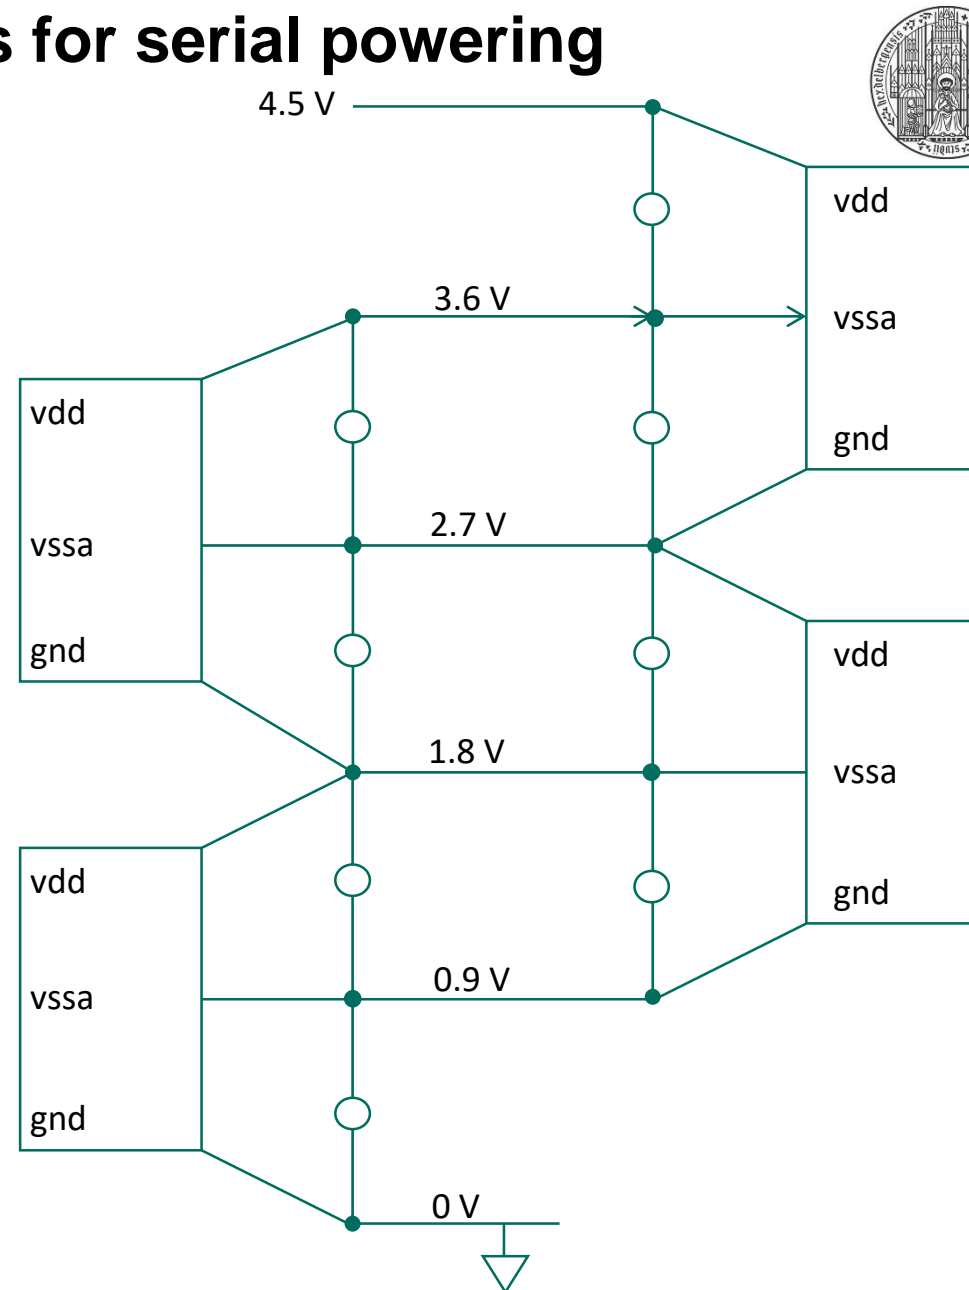 s for serial powering
4.5 V
vdd
3.6 V
vssa
vdd
gnd
2.7 V
vssa
gnd
vdd
1.8 V
vssa
vdd
gnd
0.9 V
vssa
gnd
0 V